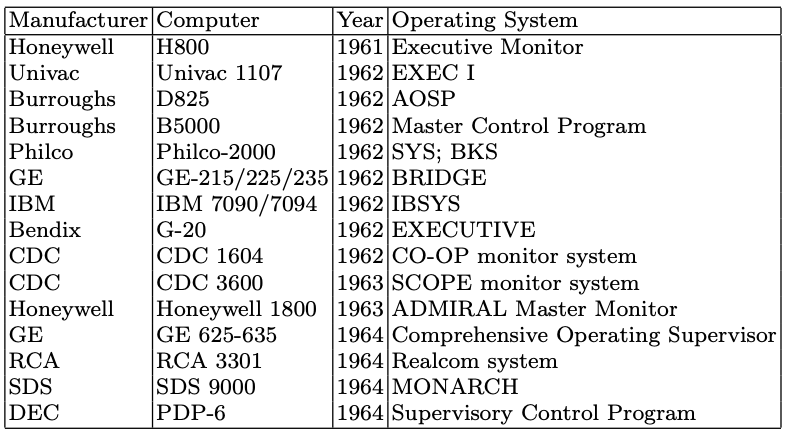 Manufacturer Computer Year Operating System
Honeywell H800 1961 Executive Monitor
Univac Univac 1107 1962 EXEC I
Burroughs D825 1962 AOSP
Burroughs B5000 1962 Master Control Program
Philco Philco-2000 1962 SYS; BKS
GE GE-215/225/235 1962 BRIDGE
IBM IBM 7090/7094 1962 IBSYS
Bendix G-20 1962 EXECUTIVE
CDC CDC 1604 1962 CO-OP monitor system
CDC CDC 3600 1963 SCOPE monitor system
Honeywell Honeywell 1800 1963 ADMIRAL Master Monitor
GE GE 625-635 1964 Comprehensive Operating Supervisor
RCA RCA 3301 1964 Realcom system
SDS SDS 9000 1964 MONARCH
DEC PDP-6 1964 Supervisory Control Program